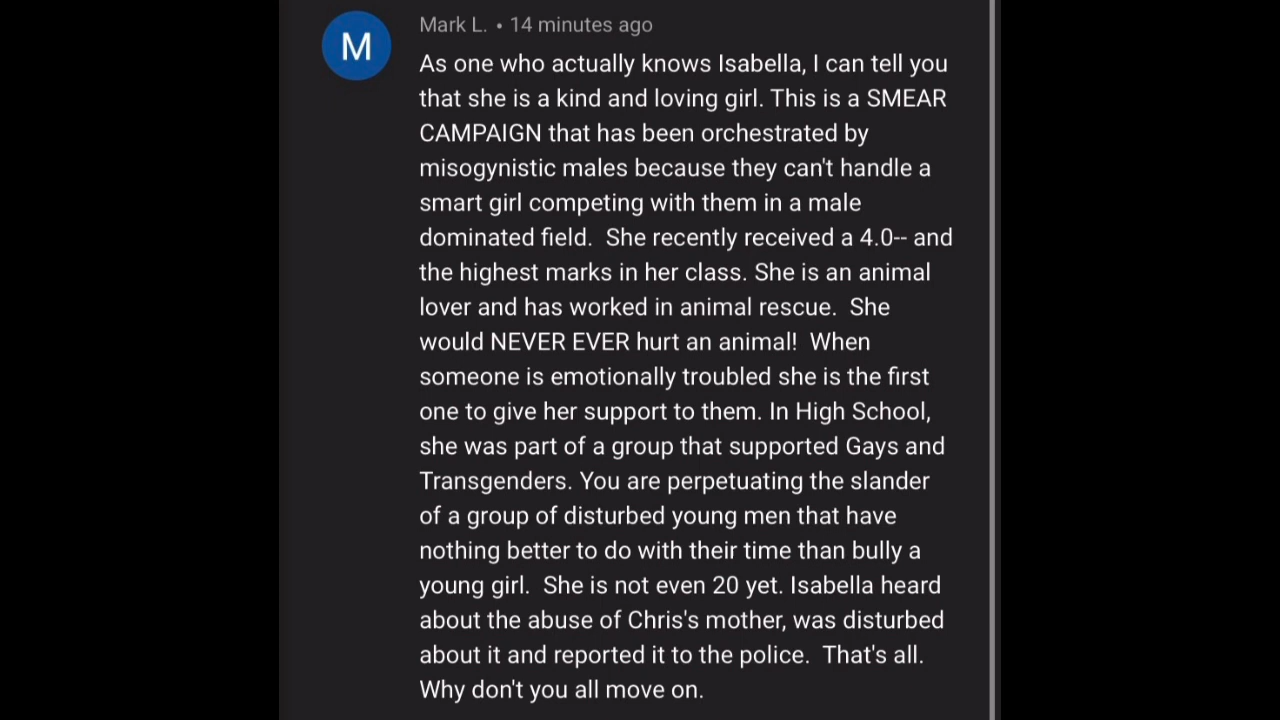 Mark L. • 14 minutes ago
M
As one who actually knows Isabella, I can tell you
that she is a kind and loving girl. This is a SMEAR
CAMPAIGN that has been orchestrated by
misogynistic males because they can't handle a
smart girl competing with them in a male
dominated field.  She recently received a 4.0-- and
the highest marks in her class. She is an animal
lover and has worked in animal rescue.  She
would NEVER EVER hurt an animal!  When
someone is emotionally troubled she is the first
one to give her support to them. In High School,
she was part of a group that supported Gays and
Transgenders. You are perpetuating the slander
of a group of disturbed young men that have
nothing better to do with their time than bully a
young girl.  She is not even 20 yet. Isabella heard
about the abuse of Chris's mother, was disturbed
about it and reported it to the police.  That's all.
Why don't you all move on.